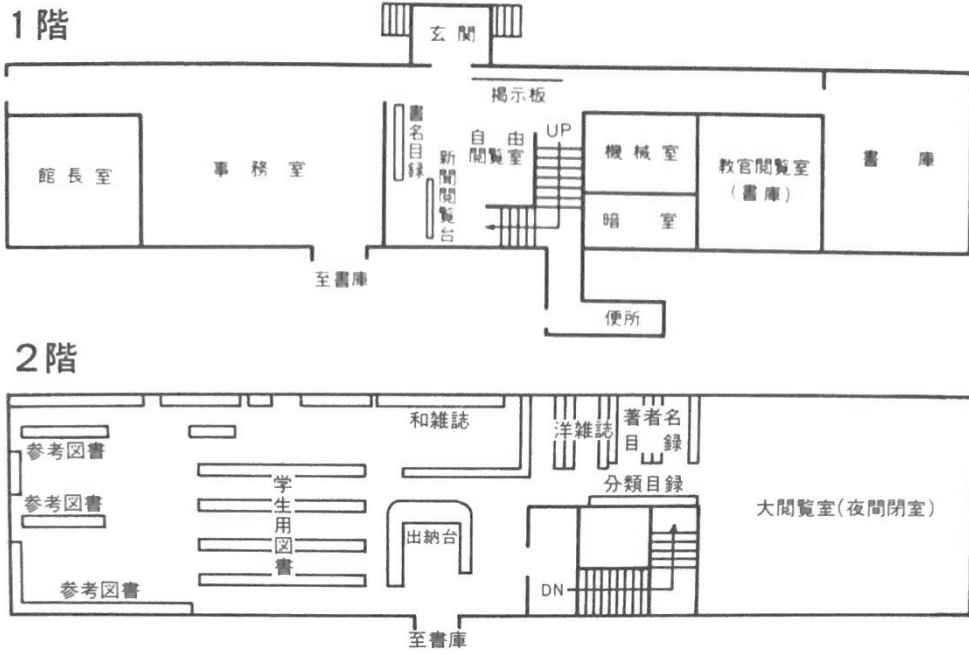 1階
玄関
掲示板
書名目録
新聞閲覧台
自由
閲覧室
UP
館長室
事務室
機械室
暗室
教官閲覧室
(書庫)
書庫
至書庫
便所
2階
和雑誌
洋雑誌
著者名
目録
分類目録
参考図書
参考図書
参考図書
学生用図書
出納台
大閲覧室(夜間閉室)
DN
至書庫